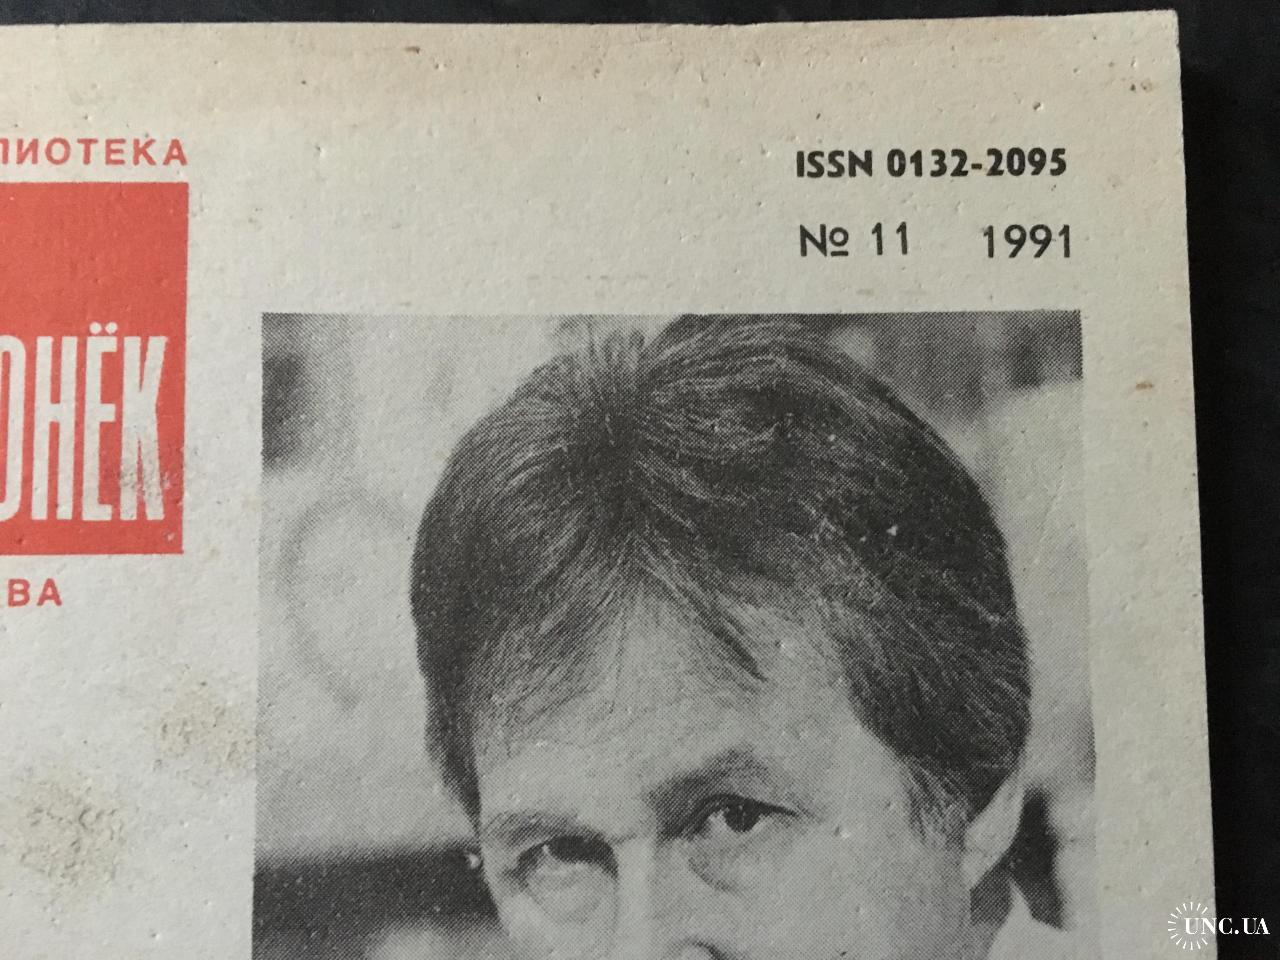 ЛИОТЕКА
ISSN 0132-2095
№ 11 1991
ОНЁК
ВА
UNC.UA